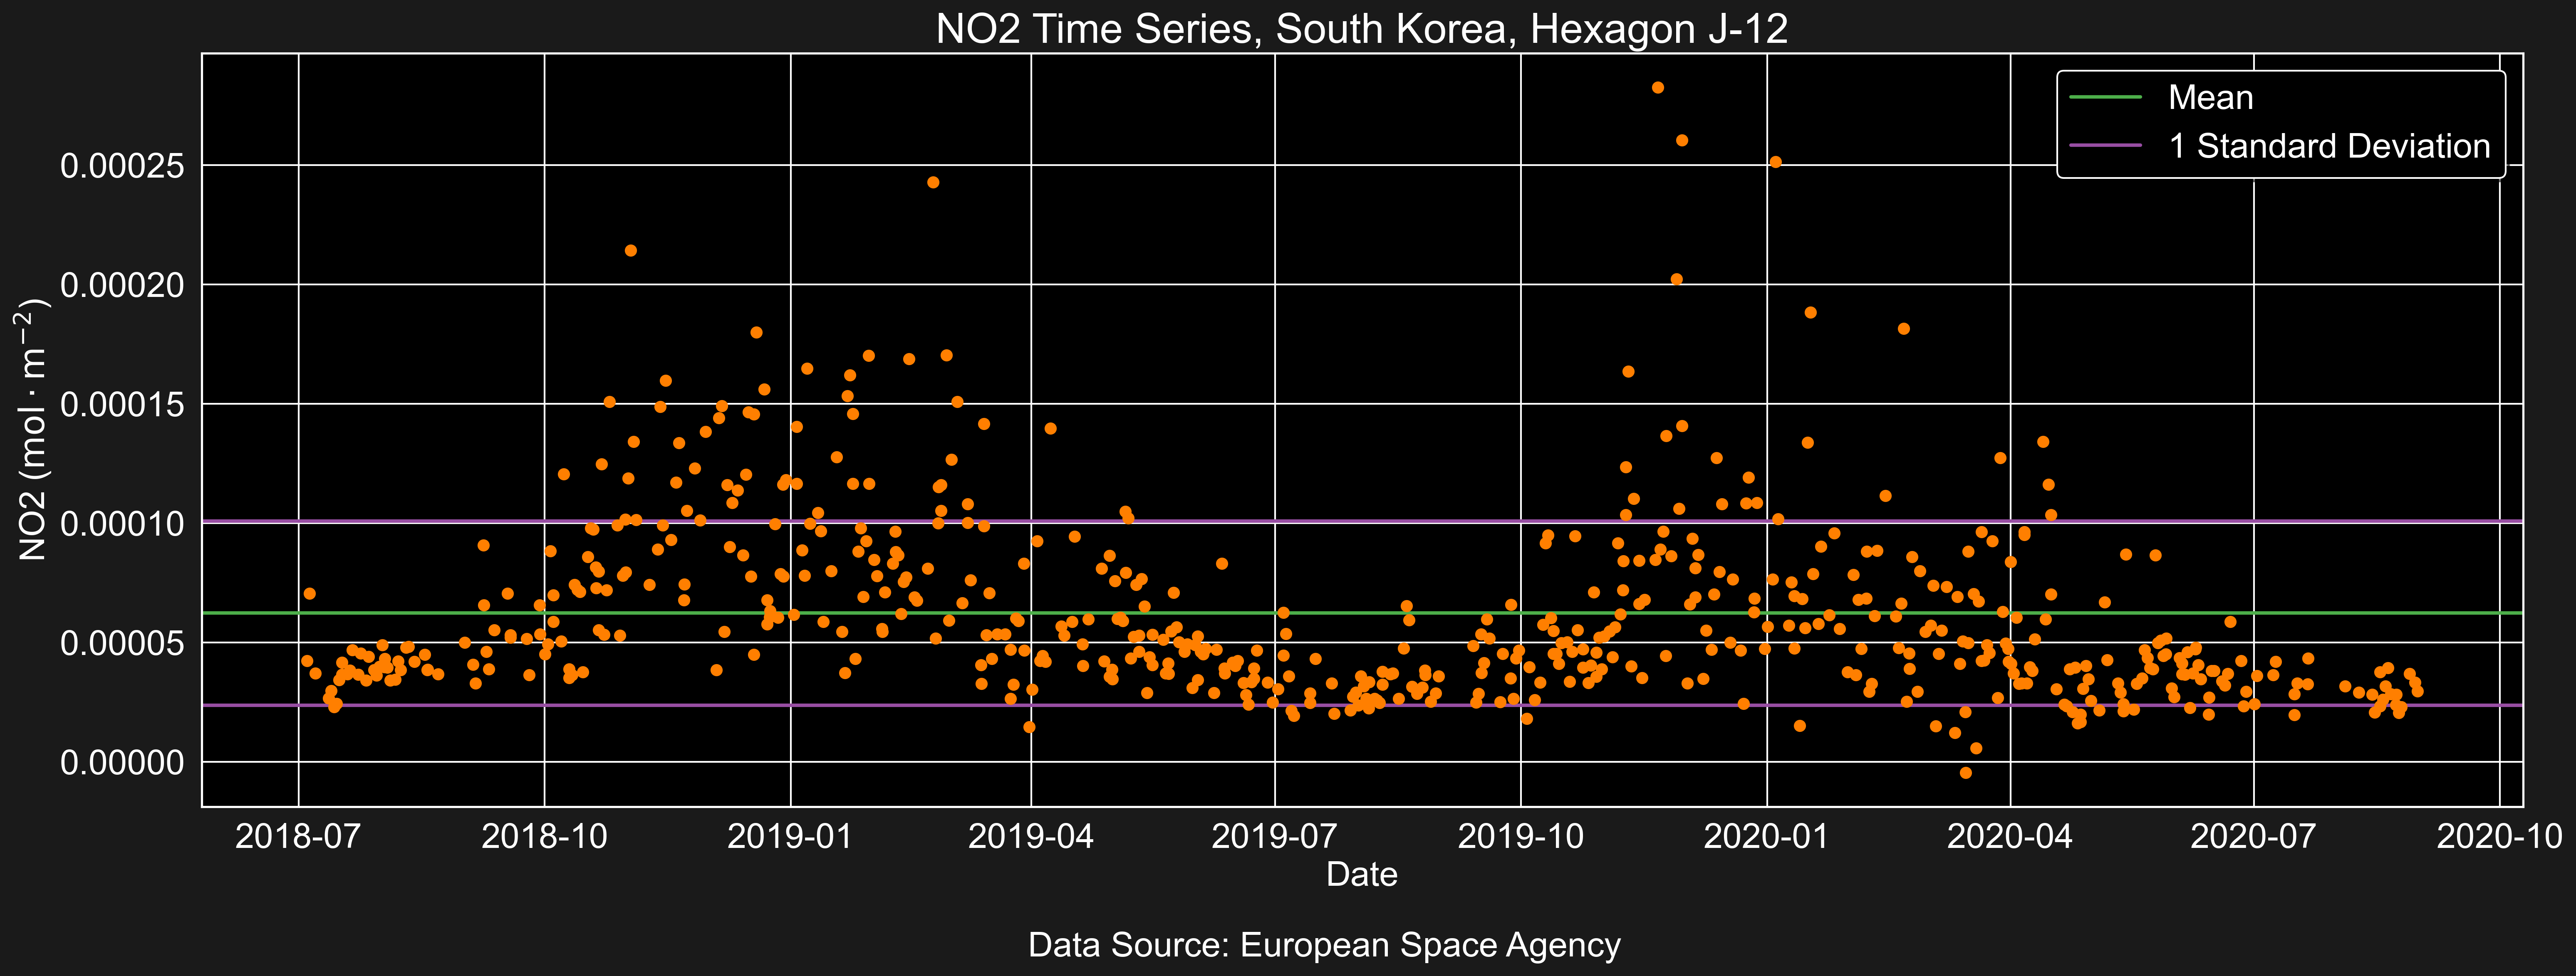 NO2 Time Series, South Korea, Hexagon J-12
Mean
1 Standard Deviation
NO2 (mol · m⁻²)
0.00025
0.00020
0.00015
0.00010
0.00005
0.00000
2018-07 2018-10 2019-01 2019-04 2019-07 2019-10 2020-01 2020-04 2020-07 2020-10
Date
Data Source: European Space Agency